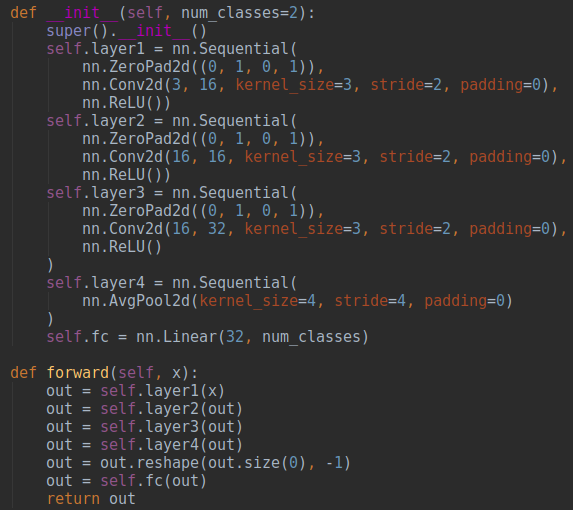 def __init__(self, num_classes=2):
    super().__init__()
    self.layer1 = nn.Sequential(
        nn.ZeroPad2d((0, 1, 0, 1)),
        nn.Conv2d(3, 16, kernel_size=3, stride=2, padding=0),
        nn.ReLU())
    self.layer2 = nn.Sequential(
        nn.ZeroPad2d((0, 1, 0, 1)),
        nn.Conv2d(16, 16, kernel_size=3, stride=2, padding=0),
        nn.ReLU())
    self.layer3 = nn.Sequential(
        nn.ZeroPad2d((0, 1, 0, 1)),
        nn.Conv2d(16, 32, kernel_size=3, stride=2, padding=0),
        nn.ReLU()
    )
    self.layer4 = nn.Sequential(
        nn.AvgPool2d(kernel_size=4, stride=4, padding=0)
    )
    self.fc = nn.Linear(32, num_classes)
def forward(self, x):
    out = self.layer1(x)
    out = self.layer2(out)
    out = self.layer3(out)
    out = self.layer4(out)
    out = out.reshape(out.size(0), -1)
    out = self.fc(out)
    return out